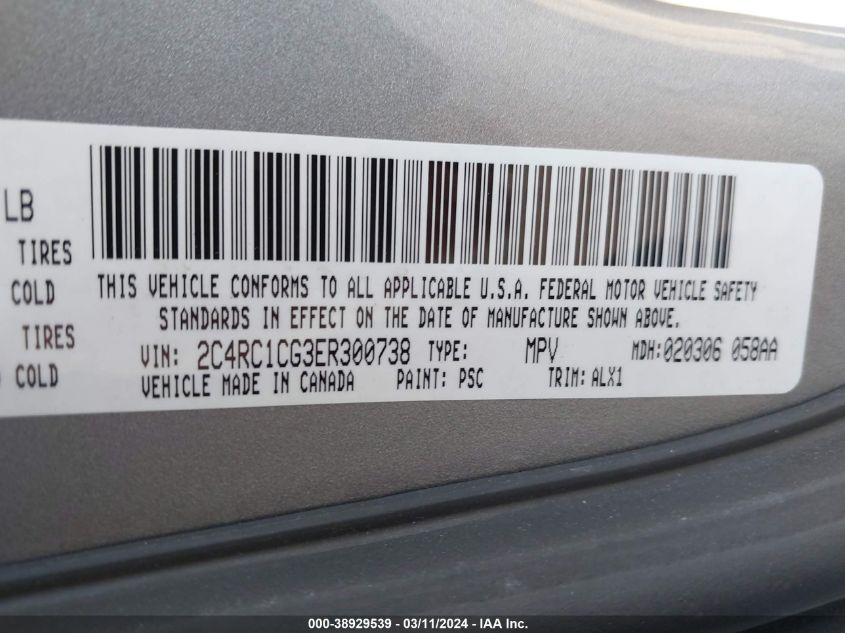 LB
TIRES
COLD
TIRES
COLD
THIS VEHICLE CONFORMS TO ALL APPLICABLE U.S.A. FEDERAL MOTOR VEHICLE SAFETY
STANDARDS IN EFFECT ON THE DATE OF MANUFACTURE SHOWN ABOVE.
VIN: 2C4RC1CG3ER300738 TYPE: MPV MDH:020306 058AA
VEHICLE MADE IN CANADA PAINT: PSC TRIM: ALX1
000-38929539 / 03/11/2024 - IAA Inc.